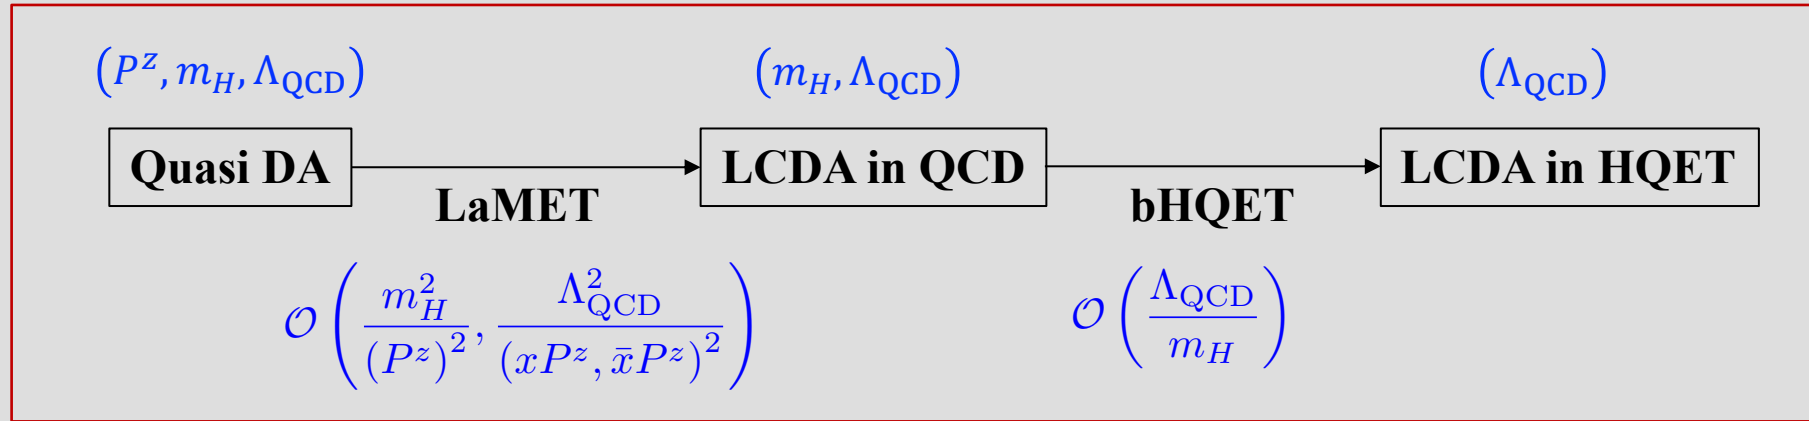 (P^z, m_H, Λ_QCD) (m_H, Λ_QCD) (Λ_QCD)
Quasi DA LCDA in QCD LCDA in HQET
LaMET bHQET
𝒪(m_H^2/(P^z)^2, Λ_QCD^2/(xP^z, x̄P^z)^2) 𝒪(Λ_QCD/m_H)